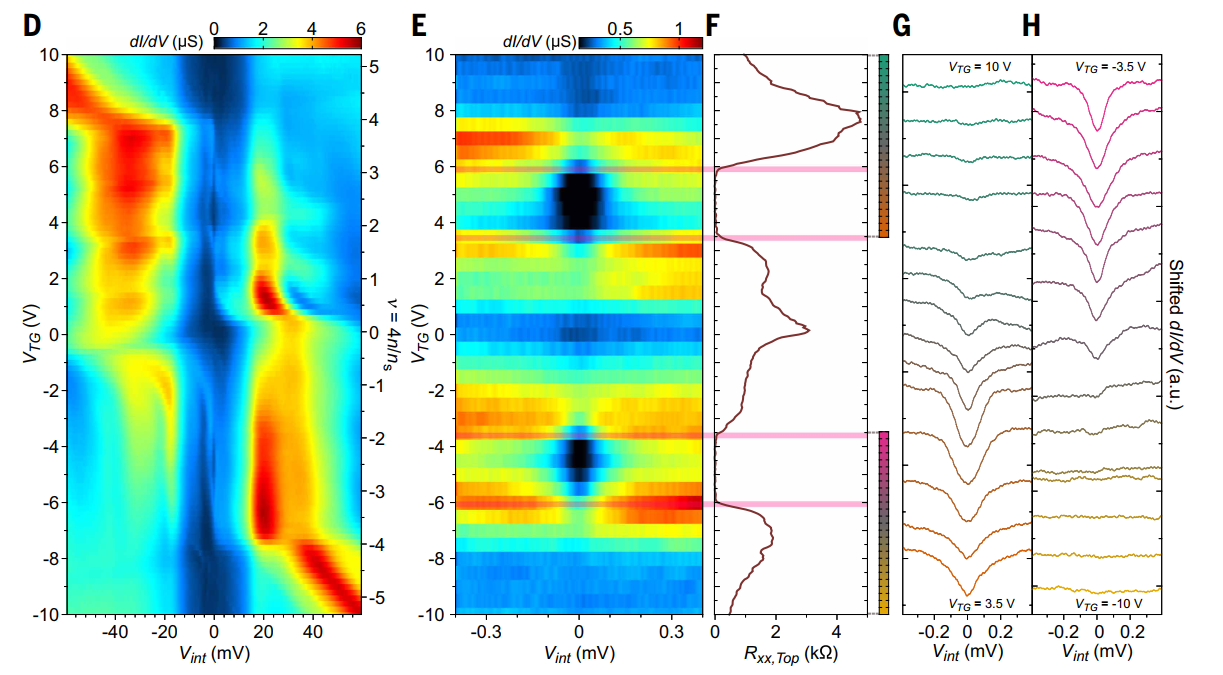 D
dI/dV (µS)
0 2 4 6
E
dI/dV (µS)
0.5 1
F
G
H
10
8
6
4
2
0
-2
-4
-6
-8
-10
V_TG (V)
5
4
3
2
1
0
-1
-2
-3
-4
-5
ν = 4n/n_s
-40 -20 0 20 40
V_int (mV)
10
8
6
4
2
0
-2
-4
-6
-8
-10
V_TG (V)
-0.3 0 0.3
V_int (mV)
0 2 4
R_xx,Top (kΩ)
V_TG = 10 V
V_TG = 3.5 V
-0.2 0 0.2
V_int (mV)
V_TG = -3.5 V
V_TG = -10 V
-0.2 0 0.2
V_int (mV)
Shifted dI/dV (a.u.)